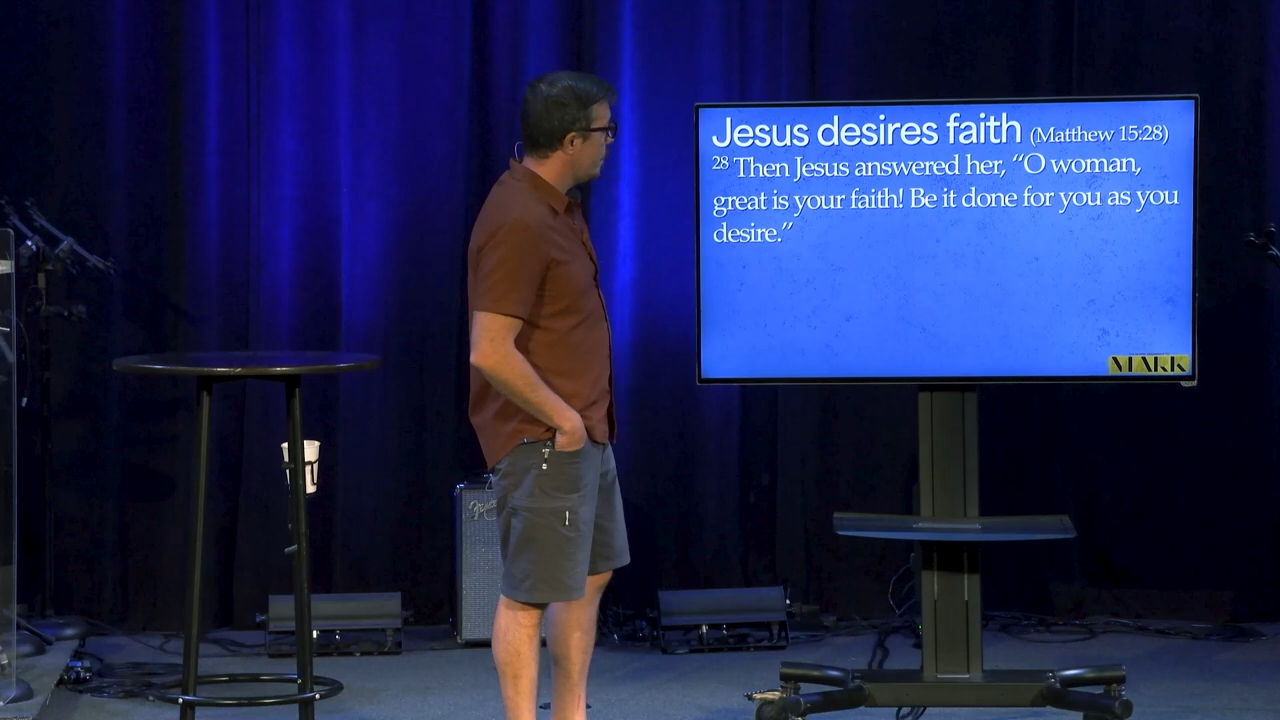 Jesus desires faith (Matthew 15:28)
28 Then Jesus answered her, “O woman,
great is your faith! Be it done for you as you
desire.”
MARK
Fender